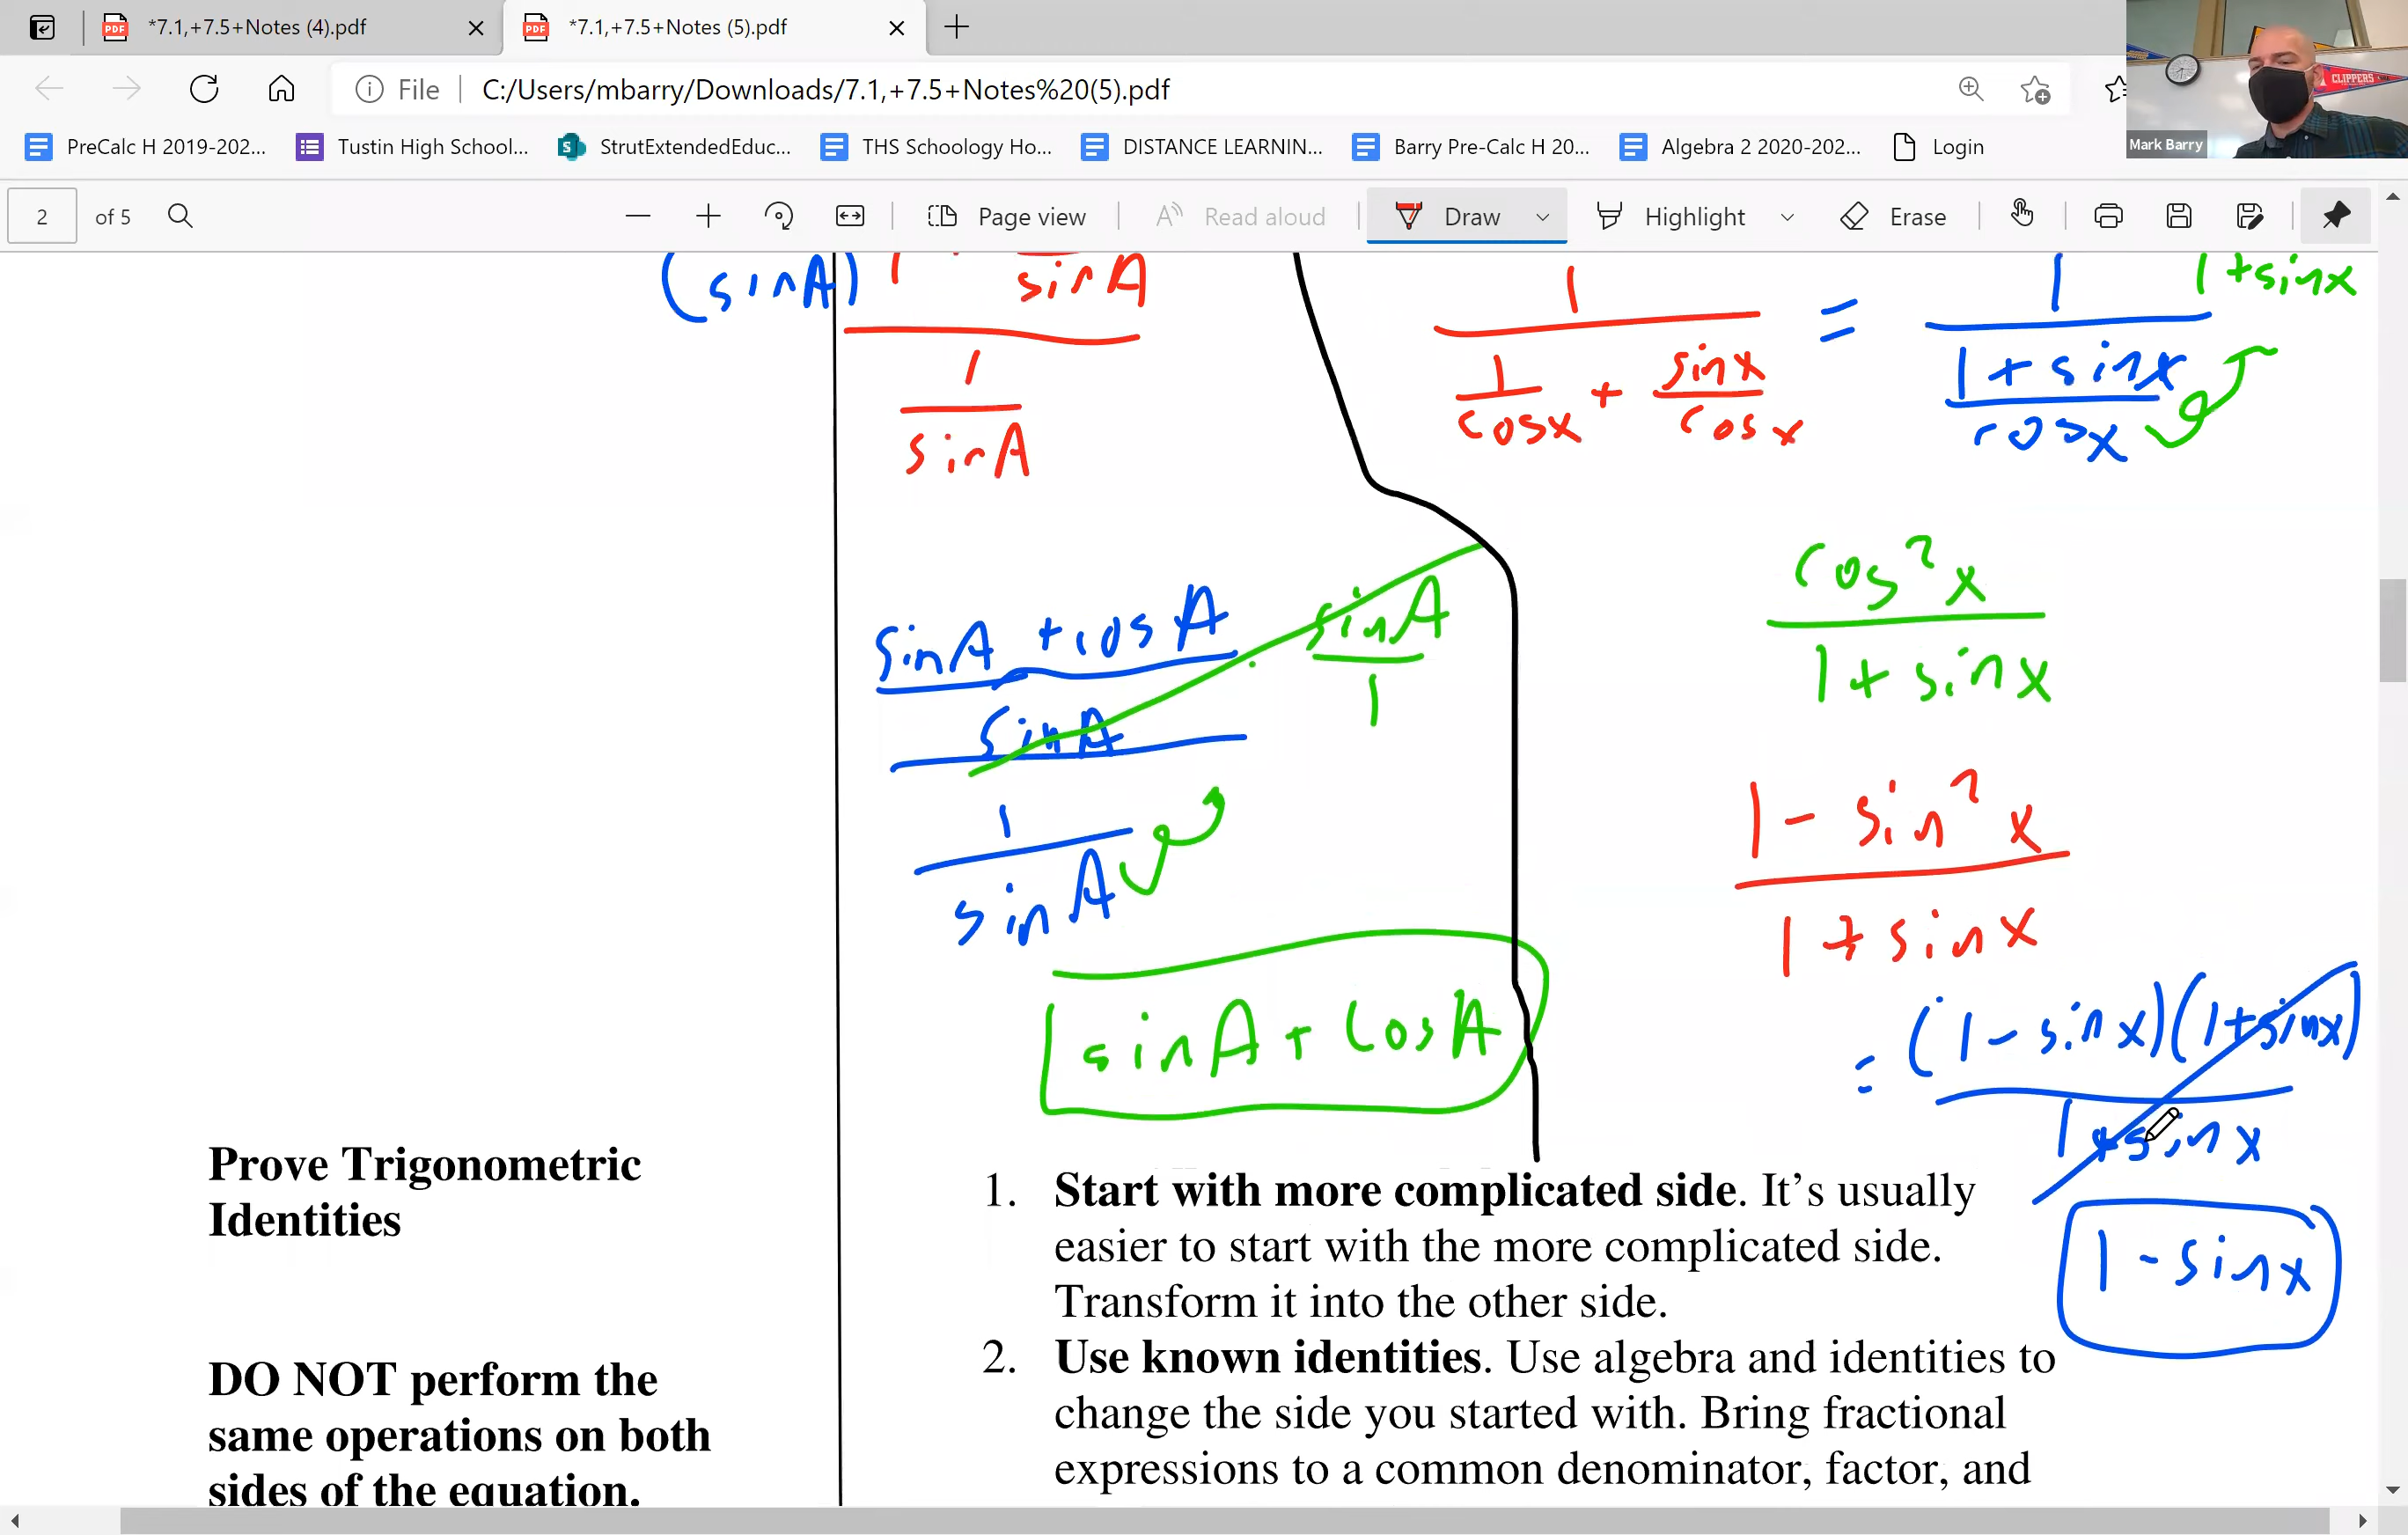 *7.1,+7.5+Notes (4).pdf
*7.1,+7.5+Notes (5).pdf
File
C:/Users/mbarry/Downloads/7.1,+7.5+Notes%20(5).pdf
PreCalc H 2019-202...
Tustin High School...
StrutExtendedEduc...
THS Schoology Ho...
DISTANCE LEARNIN...
Barry Pre-Calc H 20...
Algebra 2 2020-202...
Login
CLIPPERS
Mark Barry
2 of 5
Page view
Read aloud
Draw
Highlight
Erase
(sinA)
sinA
1
sinA
sinA + cosA
sinA
sinA
1
1
sinA
sinA + cosA
1
1
cosx
+
sinx
cosx
=
1
1 + sinx
cosx
1 + sinx
cos²x
1 + sinx
1 - sin²x
1 + sinx
= (1 - sinx)(1 + sinx)
1 + sinx
1 - sinx
Prove Trigonometric
Identities
DO NOT perform the
same operations on both
sides of the equation.
1. Start with more complicated side. It’s usually
easier to start with the more complicated side.
Transform it into the other side.
2. Use known identities. Use algebra and identities to
change the side you started with. Bring fractional
expressions to a common denominator, factor, and